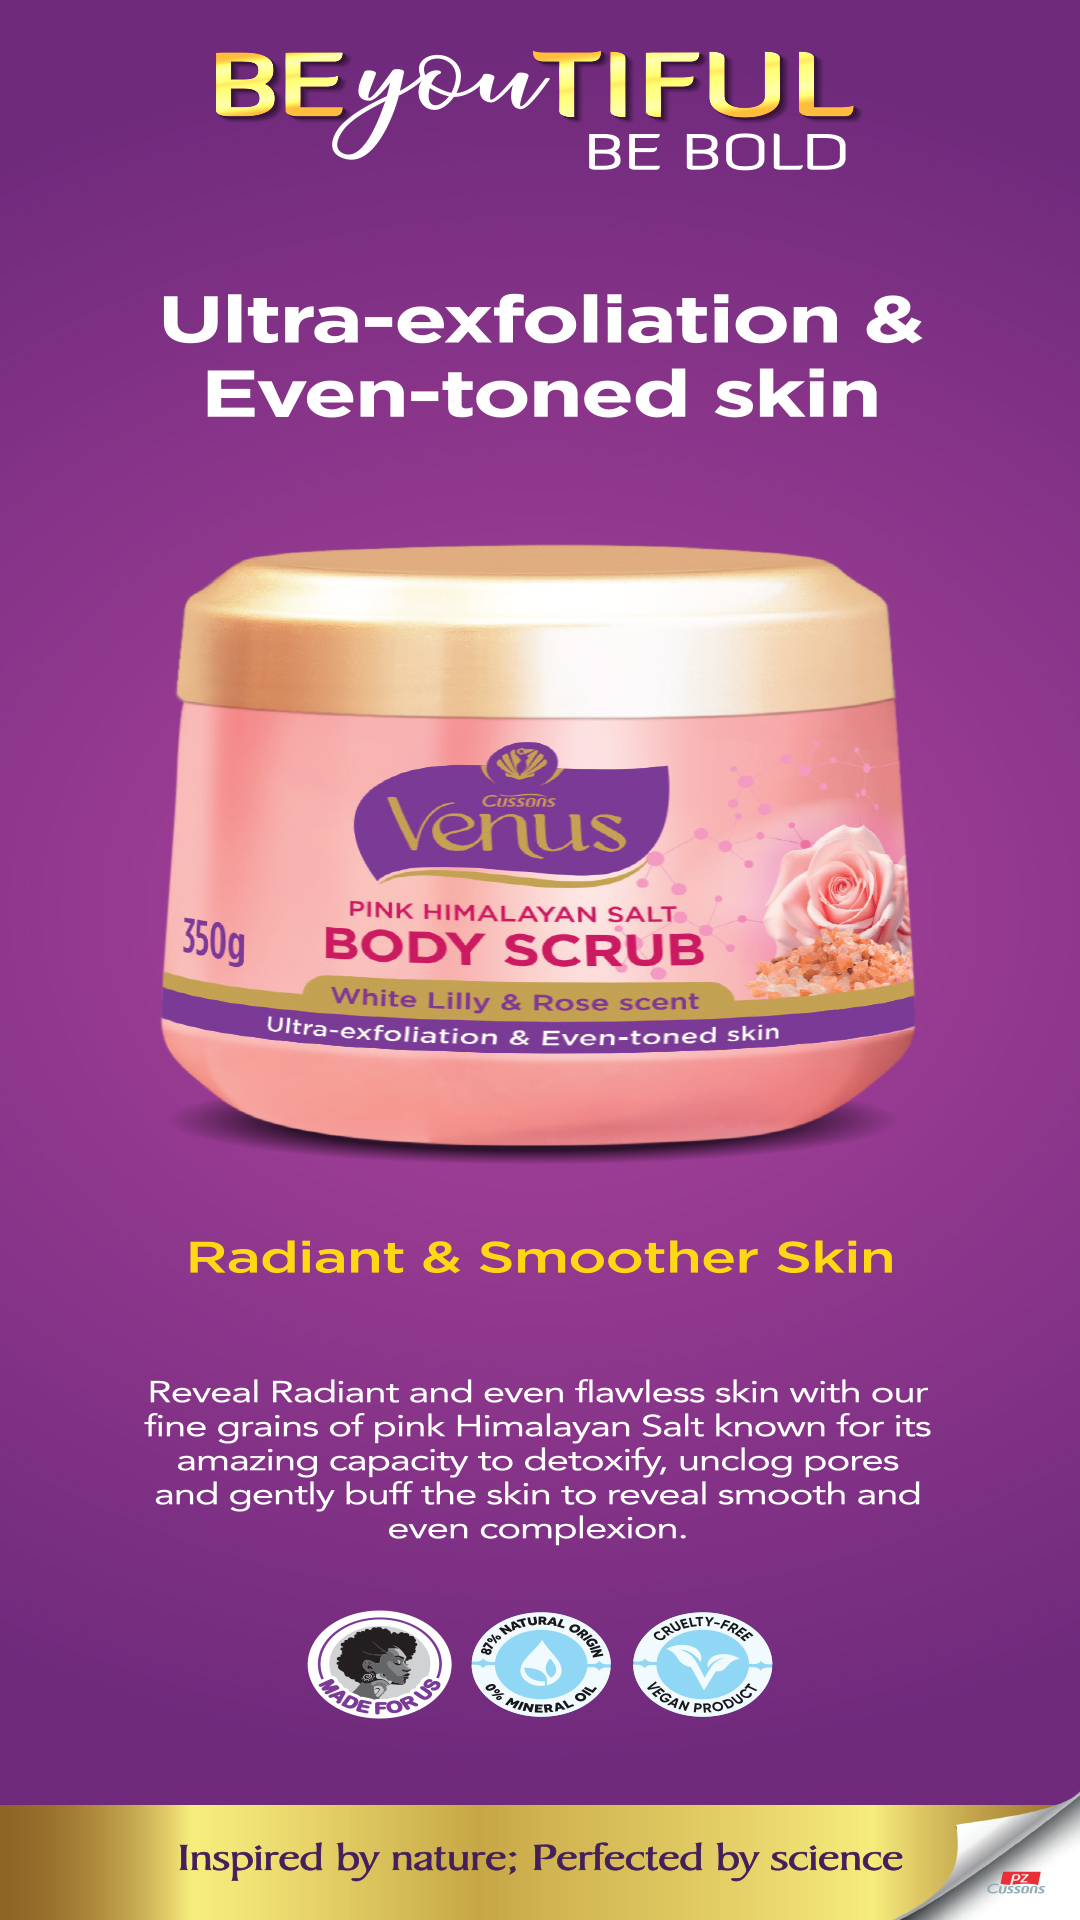 BEyouTIFUL
BE BOLD
Ultra-exfoliation &
Even-toned skin
Cussons
Venus
PINK HIMALAYAN SALT
BODY SCRUB
350g
White Lilly & Rose scent
Ultra-exfoliation & Even-toned skin
Radiant & Smoother Skin
Reveal Radiant and even flawless skin with our
fine grains of pink Himalayan Salt known for its
amazing capacity to detoxify, unclog pores
and gently buff the skin to reveal smooth and
even complexion.
MADE FOR US
87% NATURAL ORIGIN
0% MINERAL OIL
CRUELTY-FREE
VEGAN PRODUCT
Inspired by nature; Perfected by science
PZ
Cussons